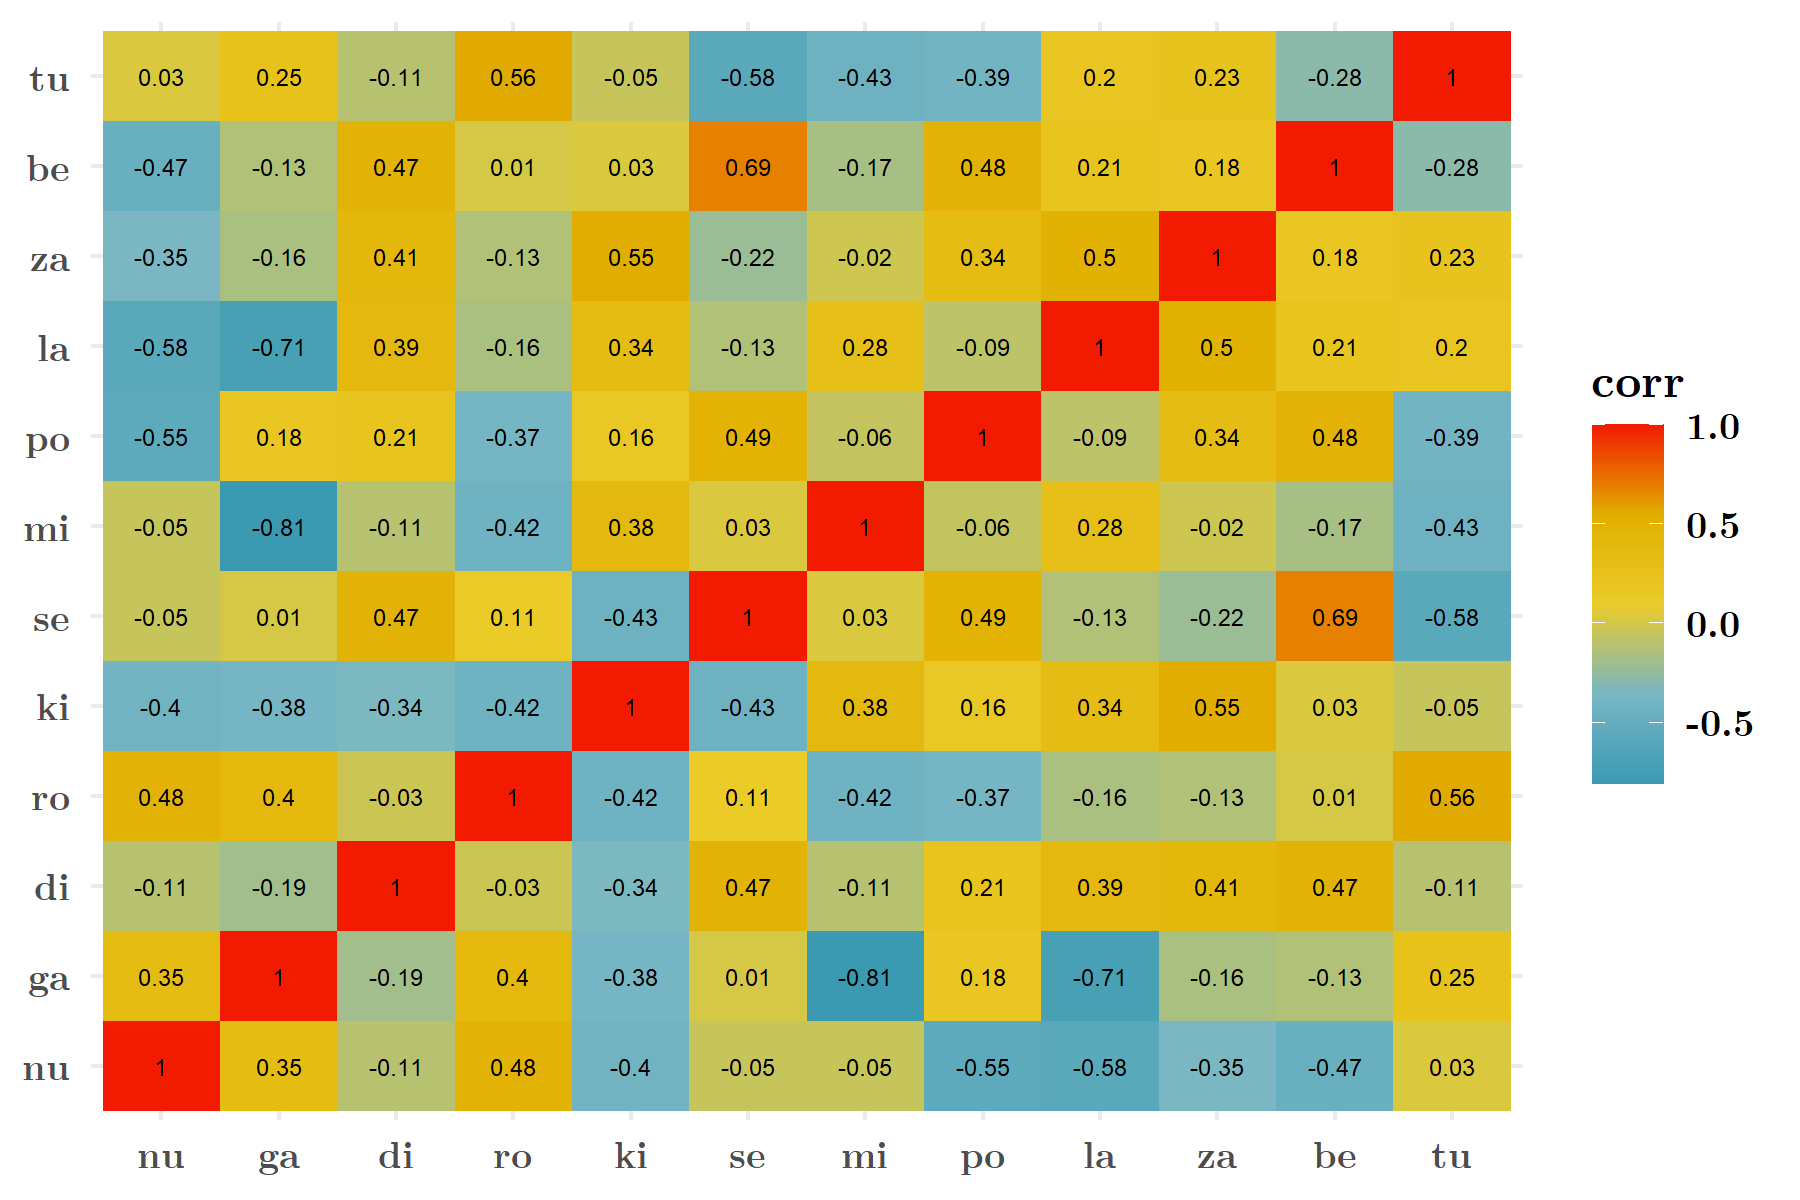 tu 0.03 0.25 -0.11 0.56 -0.05 -0.58 -0.43 -0.39 0.2 0.23 -0.28 1
be -0.47 -0.13 0.47 0.01 0.03 0.69 -0.17 0.48 0.21 0.18 1 -0.28
za -0.35 -0.16 0.41 -0.13 0.55 -0.22 -0.02 0.34 0.5 1 0.18 0.23
la -0.58 -0.71 0.39 -0.16 0.34 -0.13 0.28 -0.09 1 0.5 0.21 0.2
po -0.55 0.18 0.21 -0.37 0.16 0.49 -0.06 1 -0.09 0.34 0.48 -0.39
mi -0.05 -0.81 -0.11 -0.42 0.38 0.03 1 -0.06 0.28 -0.02 -0.17 -0.43
se -0.05 0.01 0.47 0.11 -0.43 1 0.03 0.49 -0.13 -0.22 0.69 -0.58
ki -0.4 -0.38 -0.34 -0.42 1 -0.43 0.38 0.16 0.34 0.55 0.03 -0.05
ro 0.48 0.4 -0.03 1 -0.42 0.11 -0.42 -0.37 -0.16 -0.13 0.01 0.56
di -0.11 -0.19 1 -0.03 -0.34 0.47 -0.11 0.21 0.39 0.41 0.47 -0.11
ga 0.35 1 -0.19 0.4 -0.38 0.01 -0.81 0.18 -0.71 -0.16 -0.13 0.25
nu 1 0.35 -0.11 0.48 -0.4 -0.05 -0.05 -0.55 -0.58 -0.35 -0.47 0.03
nu ga di ro ki se mi po la za be tu
corr
1.0
0.5
0.0
-0.5